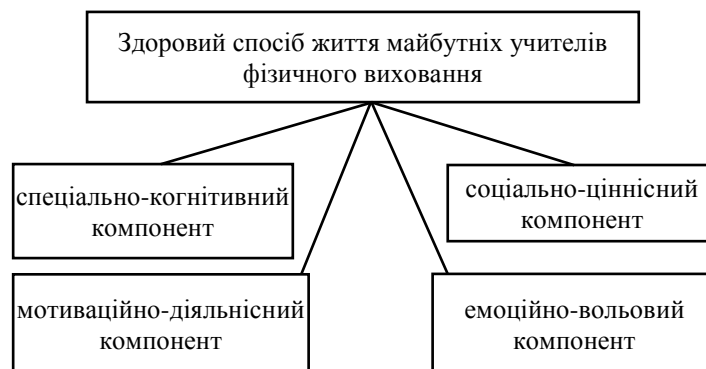 Здоровий спосіб життя майбутніх учителів
фізичного виховання
спеціально-когнітивний
компонент
соціально-ціннісний
компонент
мотиваційно-діяльнісний
компонент
емоційно-вольовий
компонент